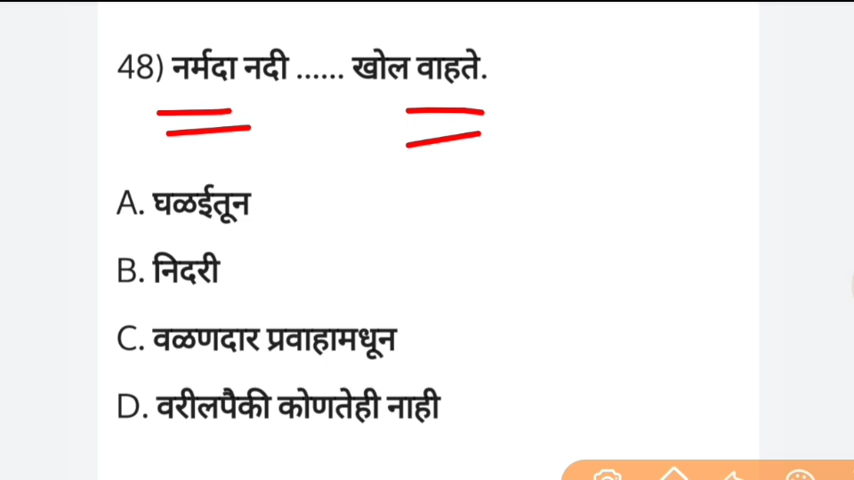 48) नर्मदा नदी ...... खोल वाहते.
A. घळईतून
B. निदरी
C. वळणदार प्रवाहामधून
D. वरीलपैकी कोणतेही नाही